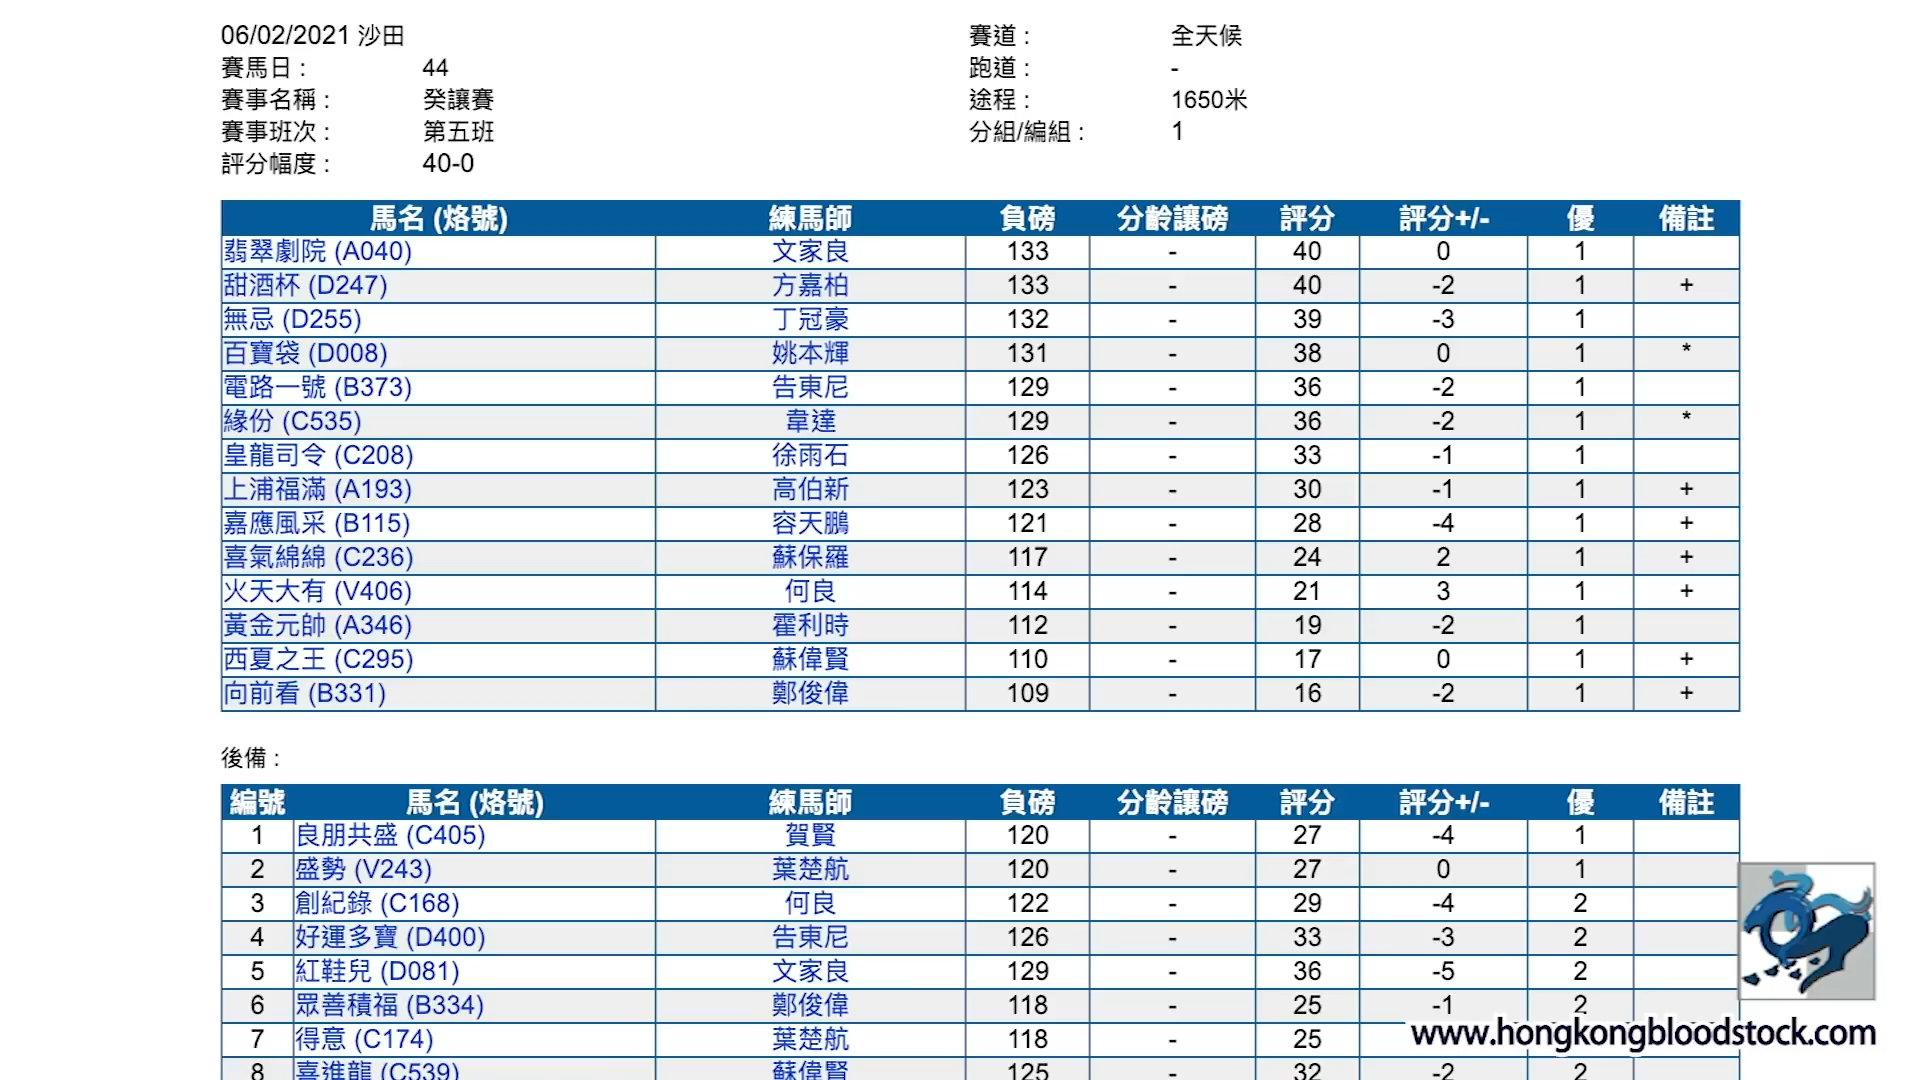 06/02/2021 沙田 賽道 : 全天候
賽馬日 : 44 跑道 : -
賽事名稱 : 癸讓賽 途程 : 1650米
賽事班次 : 第五班 分組/編組 : 1
評分幅度 : 40-0
馬名 (烙號) 練馬師 負磅 分齡讓磅 評分 評分+/- 優 備註
翡翠劇院 (A040) 文家良 133 - 40 0 1
甜酒杯 (D247) 方嘉柏 133 - 40 -2 1 +
無忌 (D255) 丁冠豪 132 - 39 -3 1
百寶袋 (D008) 姚本輝 131 - 38 0 1 *
電路一號 (B373) 告東尼 129 - 36 -2 1
緣份 (C535) 韋達 129 - 36 -2 1 *
皇龍司令 (C208) 徐雨石 126 - 33 -1 1
上浦福滿 (A193) 高伯新 123 - 30 -1 1 +
嘉應風采 (B115) 容天鵬 121 - 28 -4 1 +
喜氣綿綿 (C236) 蘇保羅 117 - 24 2 1 +
火天大有 (V406) 何良 114 - 21 3 1 +
黃金元帥 (A346) 霍利時 112 - 19 -2 1
西夏之王 (C295) 蘇偉賢 110 - 17 0 1 +
向前看 (B331) 鄭俊偉 109 - 16 -2 1 +
後備 :
編號 馬名 (烙號) 練馬師 負磅 分齡讓磅 評分 評分+/- 優 備註
1 良朋共盛 (C405) 賀賢 120 - 27 -4 1
2 盛勢 (V243) 葉楚航 120 - 27 0 1
3 創紀錄 (C168) 何良 122 - 29 -4 2
4 好運多寶 (D400) 告東尼 126 - 33 -3 2
5 紅鞋兒 (D081) 文家良 129 - 36 -5 2
6 眾善積福 (B334) 鄭俊偉 118 - 25 -1 2
7 得意 (C174) 葉楚航 118 - 25
8 喜進龍 (C539) 蘇偉賢 125 - 32 -2 2
www.hongkongbloodstock.com